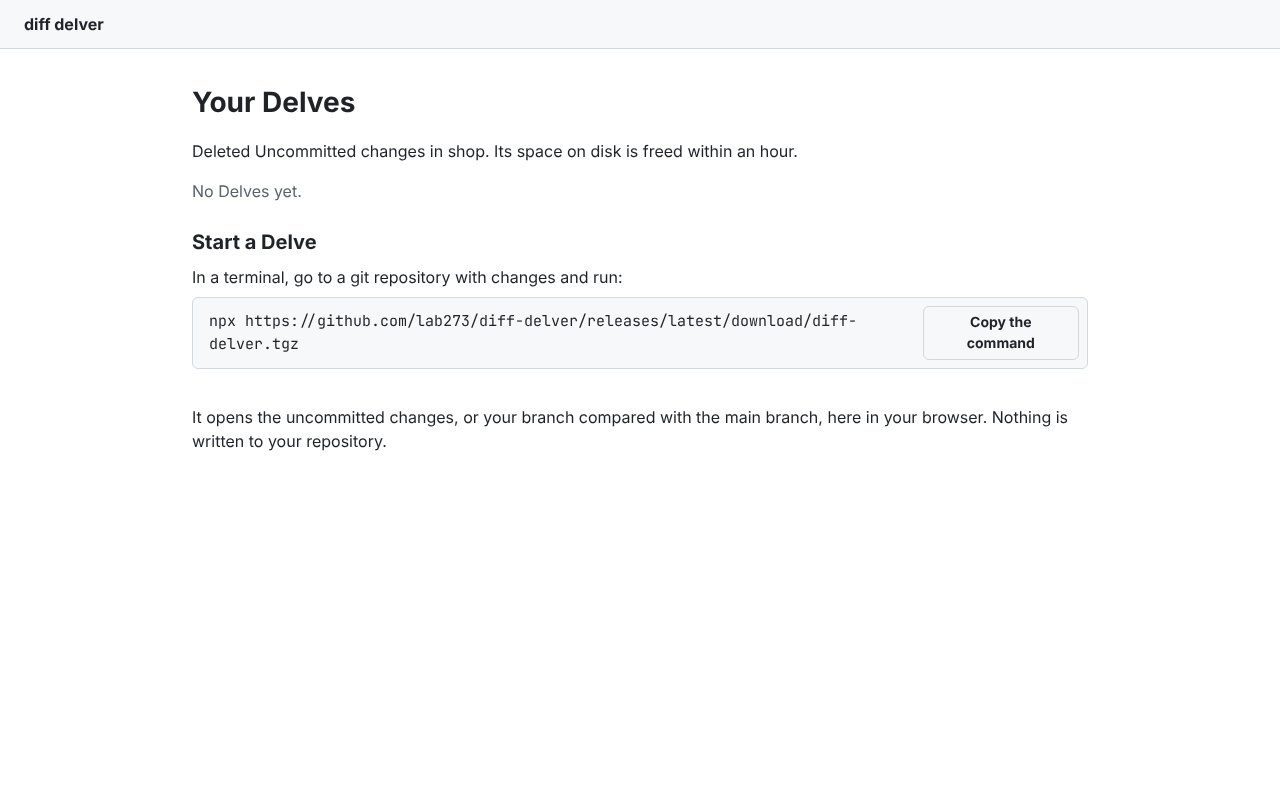 diff delver
Your Delves
Deleted Uncommitted changes in shop. Its space on disk is freed within an hour.
No Delves yet.
Start a Delve
In a terminal, go to a git repository with changes and run:
npx https://github.com/lab273/diff-delver/releases/latest/download/diff-
delver.tgz
Copy the
command
It opens the uncommitted changes, or your branch compared with the main branch, here in your browser. Nothing is
written to your repository.